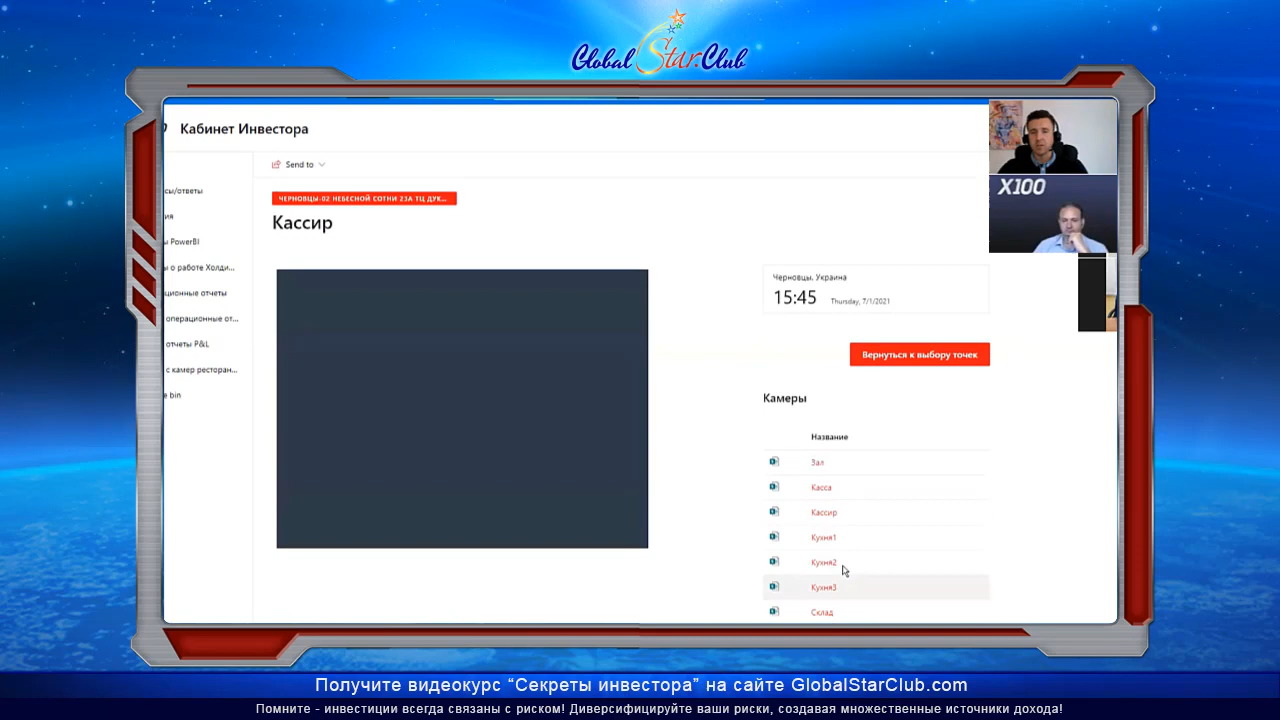 Global Star Club
Кабинет Инвестора
X100
Send to
сы/ответы
ия
ы PowerBI
ы о работе Холди...
ционные отчеты
операционные от...
отчеты P&L
с камер ресторан...
e bin
ЧЕРНОВЦЫ-02 НЕБЕСНОЙ СОТНИ 23А ТЦ ДУК...
Кассир
Черновцы, Украина
15:45 Thursday, 7/1/2021
Вернуться к выбору точек
Камеры
Название
Зал
Касса
Кассир
Кухня1
Кухня2
Кухня3
Склад
Получите видеокурс “Секреты инвестора” на сайте GlobalStarClub.com
Помните - инвестиции всегда связаны с риском! Диверсифицируйте ваши риски, создавая множественные источники дохода!